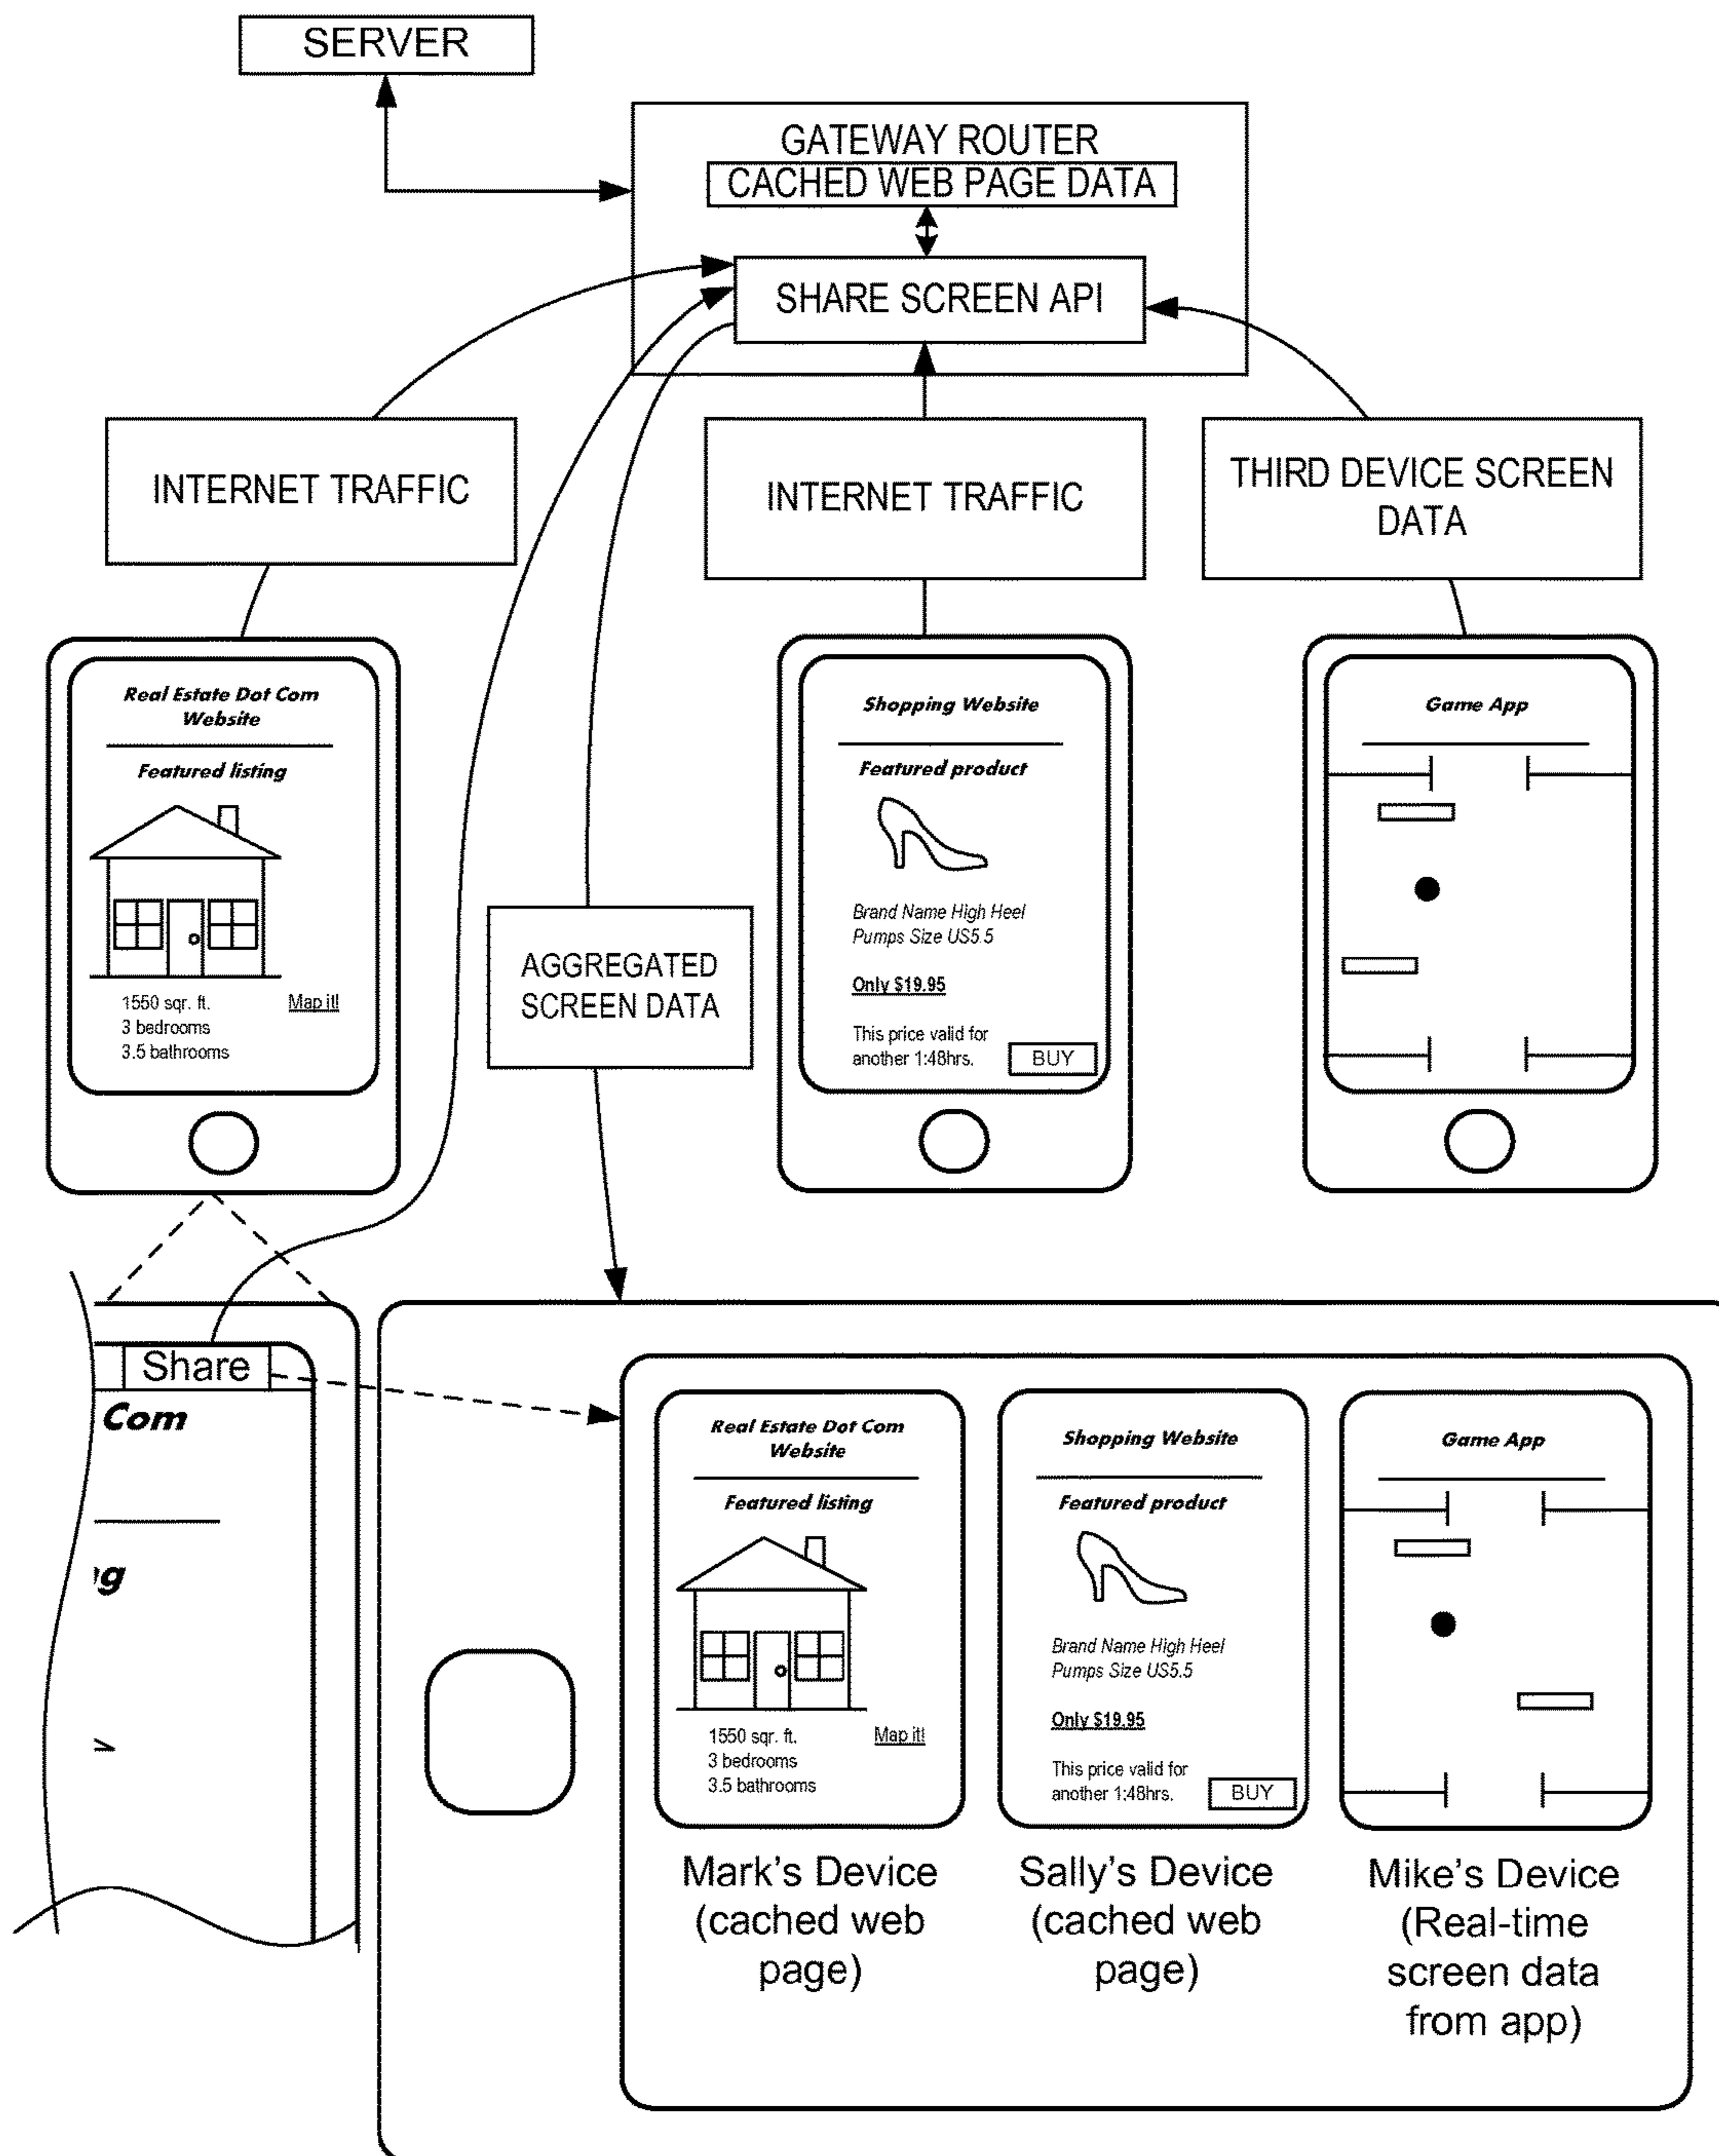 SERVER
GATEWAY ROUTER
CACHED WEB PAGE DATA
SHARE SCREEN API
INTERNET TRAFFIC
INTERNET TRAFFIC
THIRD DEVICE SCREEN
DATA
Real Estate Dot Com
Website
Featured listing
1550 sqr. ft.
Map it!
3 bedrooms
3.5 bathrooms
AGGREGATED
SCREEN DATA
Shopping Website
Featured product
Brand Name High Heel
Pumps Size US5.5
Only $19.95
This price valid for
another 1:48hrs.
BUY
Game App
Share
Com
Real Estate Dot Com
Website
Featured listing
1550 sqr. ft.
Map it!
3 bedrooms
3.5 bathrooms
Mark's Device
(cached web
page)
Shopping Website
Featured product
Brand Name High Heel
Pumps Size US5.5
Only $19.95
This price valid for
another 1:48hrs.
BUY
Sally's Device
(cached web
page)
Game App
Mike's Device
(Real-time
screen data
from app)